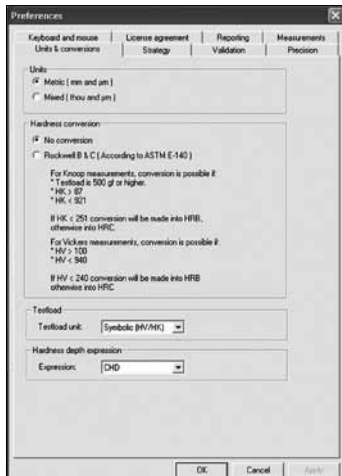 Preferences
Keyboard and mouse
License agreement
Reporting
Measurements
Units & conversions
Strategy
Validation
Precision
Units
Metric ( mm and µm )
Mixed ( thou and µm )
Hardness conversion
No conversion
Rockwell B & C ( According to ASTM E-140 )
For Knoop measurements, conversion is possible if:
* Testload is 500 gf or higher.
* HK > 87
* HK < 921
If HK < 251 conversion will be made into HRB,
otherwise into HRC.
For Vickers measurements, conversion is possible if:
* HV > 100
* HV < 940
If HV < 240 conversion will be made into HRB
otherwise into HRC
Testload
Testload unit: Symbolic (HV/HK)
Hardness depth expression
Expression: CHD
OK
Cancel
Apply